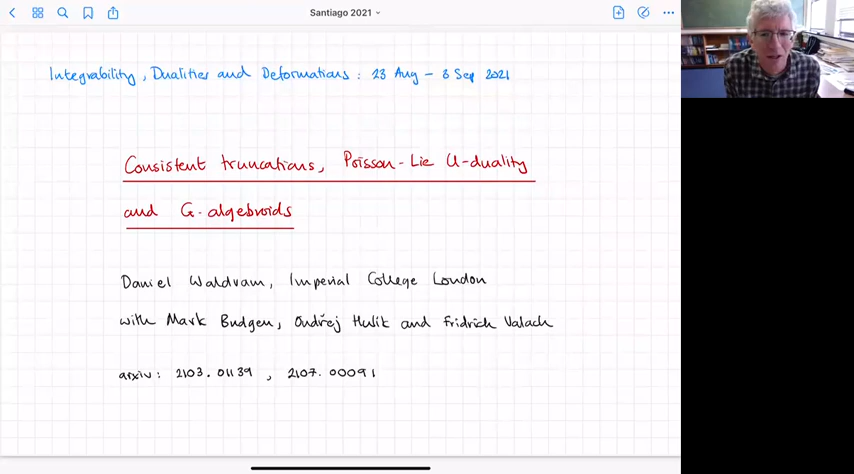 Santiago 2021
Integrability, Dualities and Deformations: 23 Aug - 3 Sep 2021
Consistent truncations, Poisson-Lie U-duality
and G-algebroids
Daniel Waldram, Imperial College London
with Mark Bugden, Ondřej Hulík and Fridrich Valach
arxiv: 2103.01139, 2107.00091